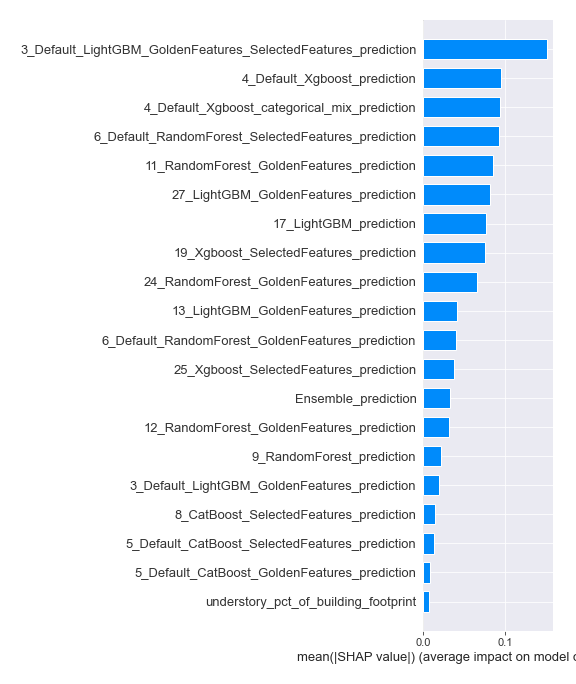 3_Default_LightGBM_GoldenFeatures_SelectedFeatures_prediction
4_Default_Xgboost_prediction
4_Default_Xgboost_categorical_mix_prediction
6_Default_RandomForest_SelectedFeatures_prediction
11_RandomForest_GoldenFeatures_prediction
27_LightGBM_GoldenFeatures_prediction
17_LightGBM_prediction
19_Xgboost_SelectedFeatures_prediction
24_RandomForest_GoldenFeatures_prediction
13_LightGBM_GoldenFeatures_prediction
6_Default_RandomForest_GoldenFeatures_prediction
25_Xgboost_SelectedFeatures_prediction
Ensemble_prediction
12_RandomForest_GoldenFeatures_prediction
9_RandomForest_prediction
3_Default_LightGBM_GoldenFeatures_prediction
8_CatBoost_SelectedFeatures_prediction
5_Default_CatBoost_SelectedFeatures_prediction
5_Default_CatBoost_GoldenFeatures_prediction
understory_pct_of_building_footprint
0.0 0.1
mean(|SHAP value|) (average impact on model